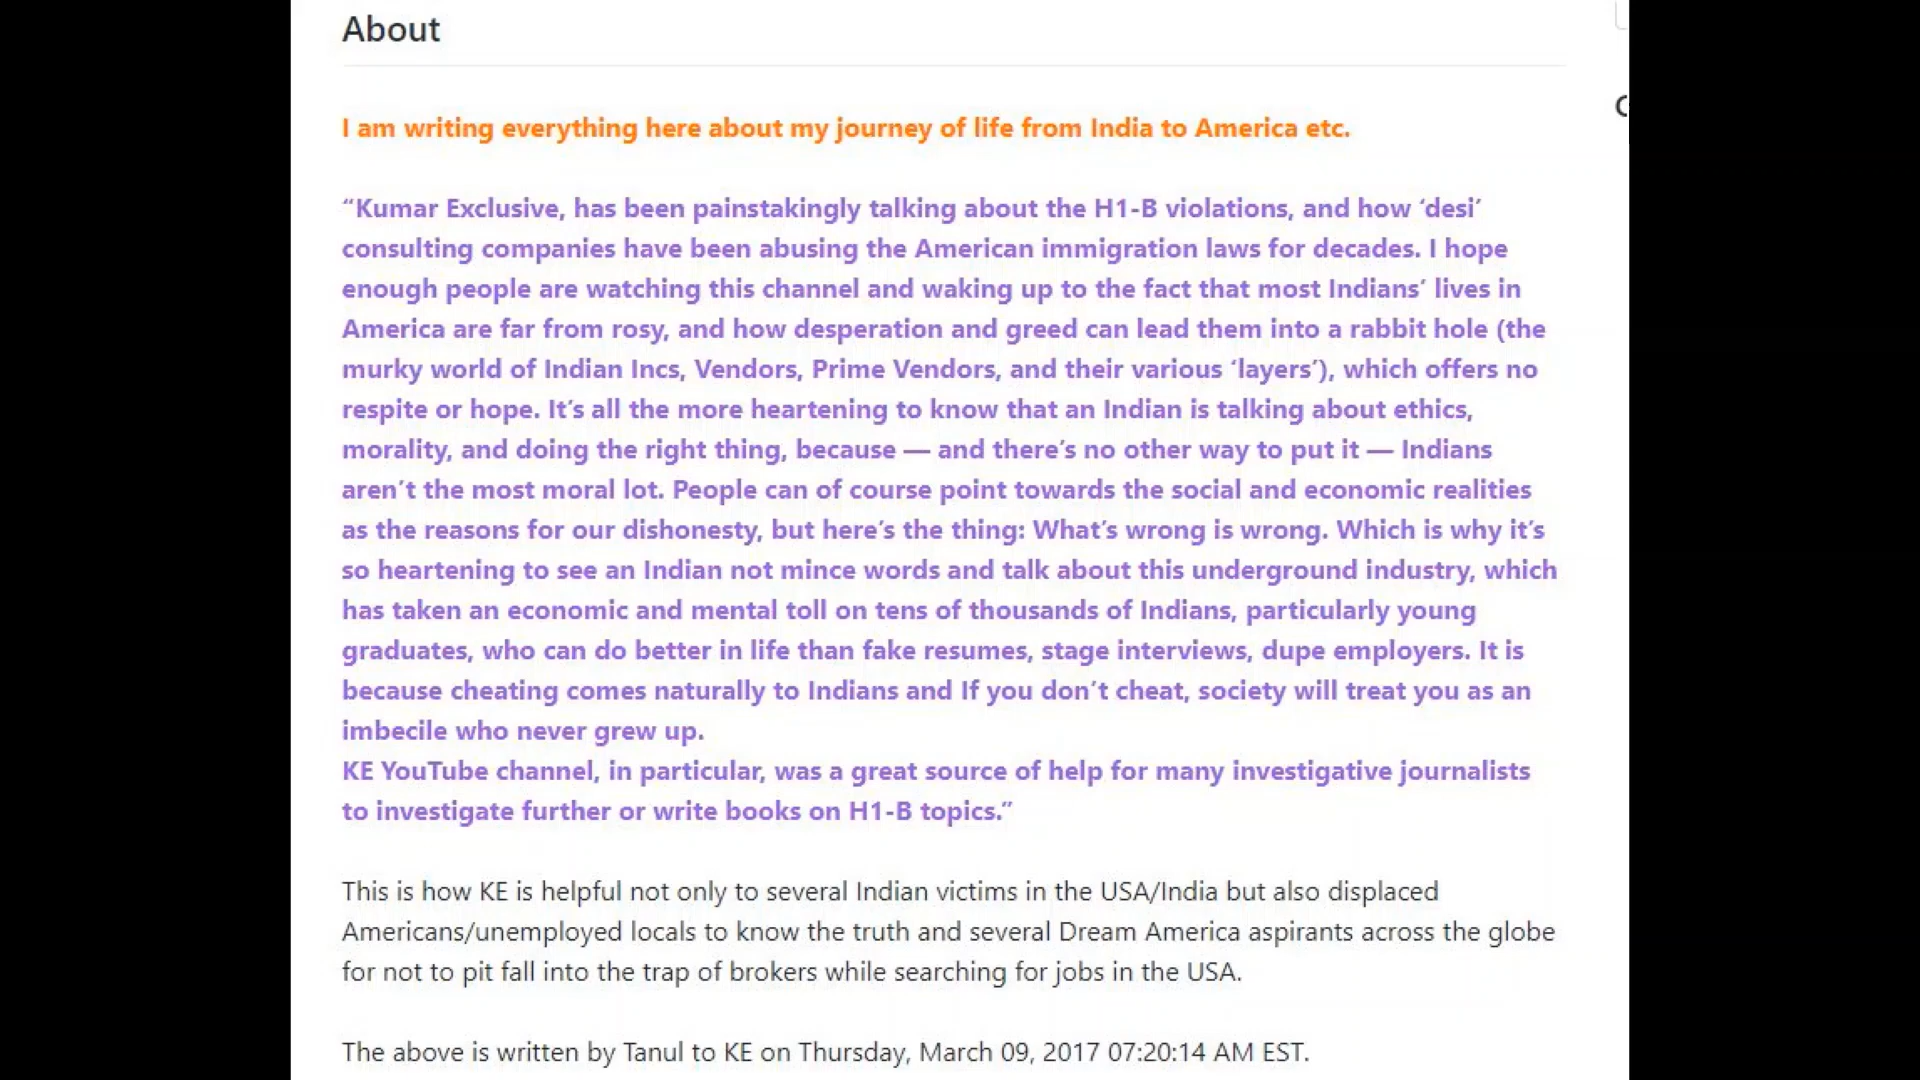 About
I am writing everything here about my journey of life from India to America etc.
“Kumar Exclusive, has been painstakingly talking about the H1-B violations, and how ‘desi’
consulting companies have been abusing the American immigration laws for decades. I hope
enough people are watching this channel and waking up to the fact that most Indians’ lives in
America are far from rosy, and how desperation and greed can lead them into a rabbit hole (the
murky world of Indian Incs, Vendors, Prime Vendors, and their various ‘layers’), which offers no
respite or hope. It’s all the more heartening to know that an Indian is talking about ethics,
morality, and doing the right thing, because — and there’s no other way to put it — Indians
aren’t the most moral lot. People can of course point towards the social and economic realities
as the reasons for our dishonesty, but here’s the thing: What’s wrong is wrong. Which is why it’s
so heartening to see an Indian not mince words and talk about this underground industry, which
has taken an economic and mental toll on tens of thousands of Indians, particularly young
graduates, who can do better in life than fake resumes, stage interviews, dupe employers. It is
because cheating comes naturally to Indians and If you don’t cheat, society will treat you as an
imbecile who never grew up.
KE YouTube channel, in particular, was a great source of help for many investigative journalists
to investigate further or write books on H1-B topics.”
This is how KE is helpful not only to several Indian victims in the USA/India but also displaced
Americans/unemployed locals to know the truth and several Dream America aspirants across the globe
for not to pit fall into the trap of brokers while searching for jobs in the USA.
The above is written by Tanul to KE on Thursday, March 09, 2017 07:20:14 AM EST.